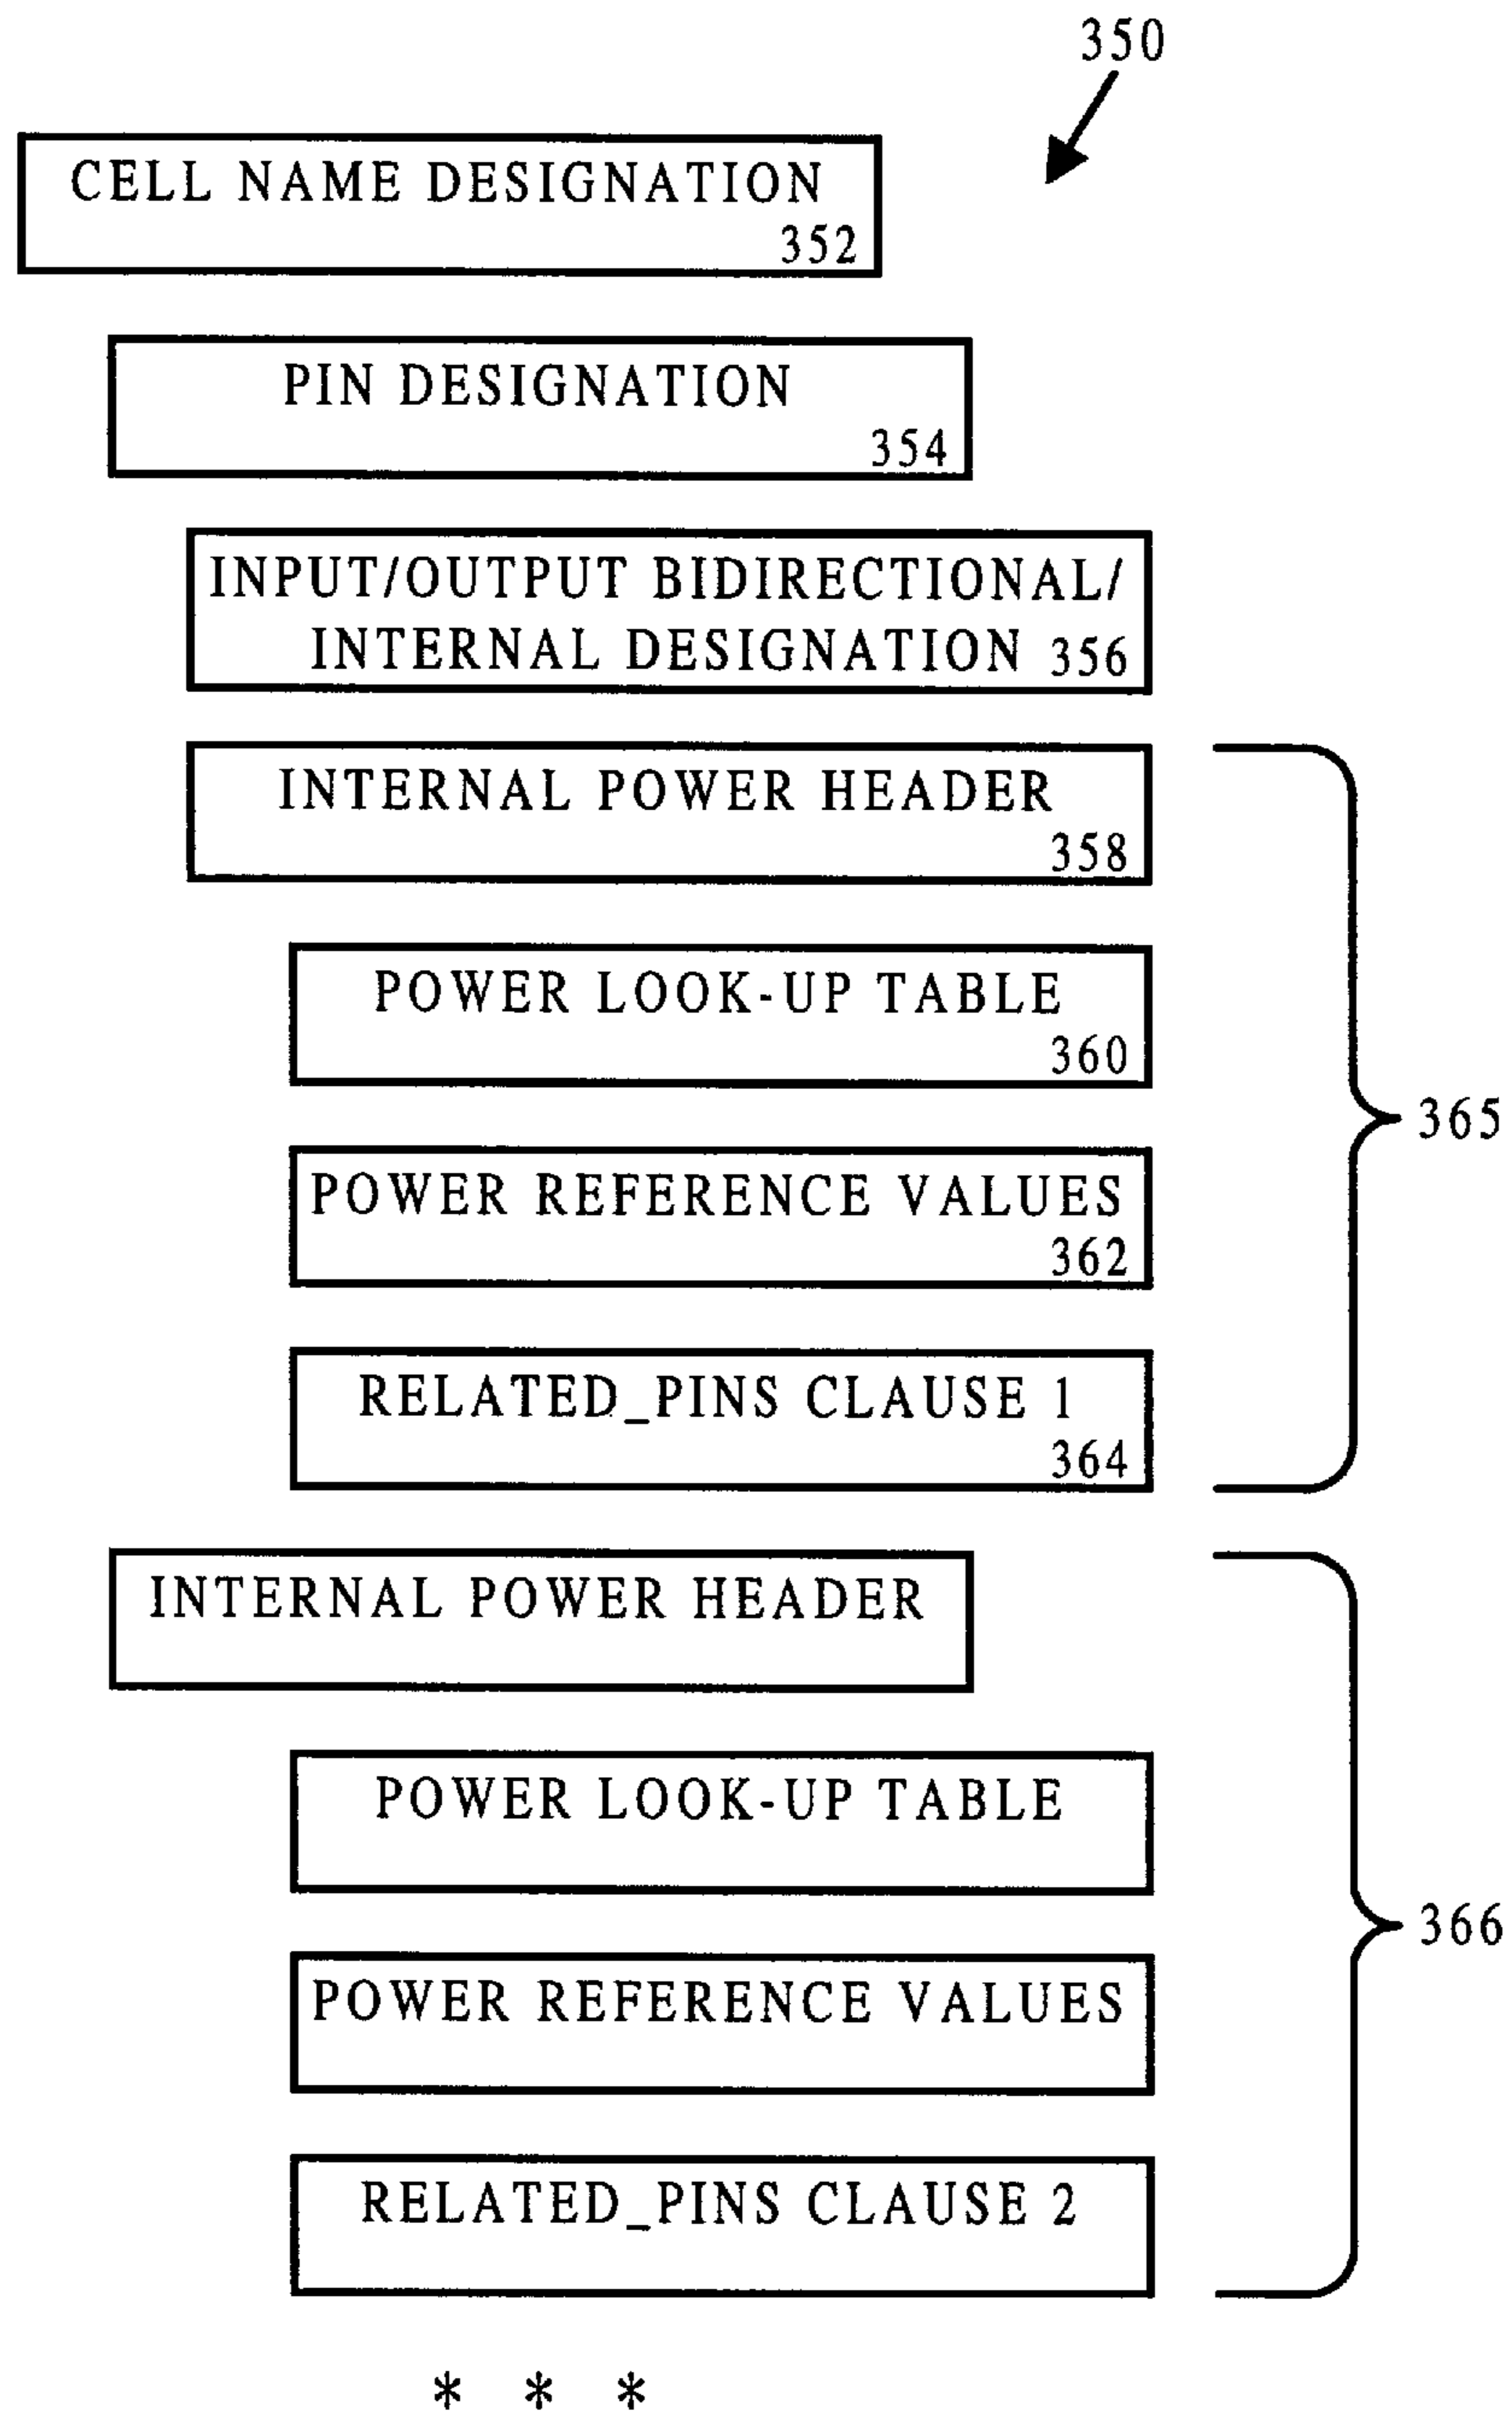 350
CELL NAME DESIGNATION
352
PIN DESIGNATION
354
INPUT/OUTPUT BIDIRECTIONAL/
INTERNAL DESIGNATION 356
INTERNAL POWER HEADER
358
POWER LOOK-UP TABLE
360
365
POWER REFERENCE VALUES
362
RELATED_PINS CLAUSE 1
364
INTERNAL POWER HEADER
POWER LOOK-UP TABLE
366
POWER REFERENCE VALUES
RELATED_PINS CLAUSE 2
* * *